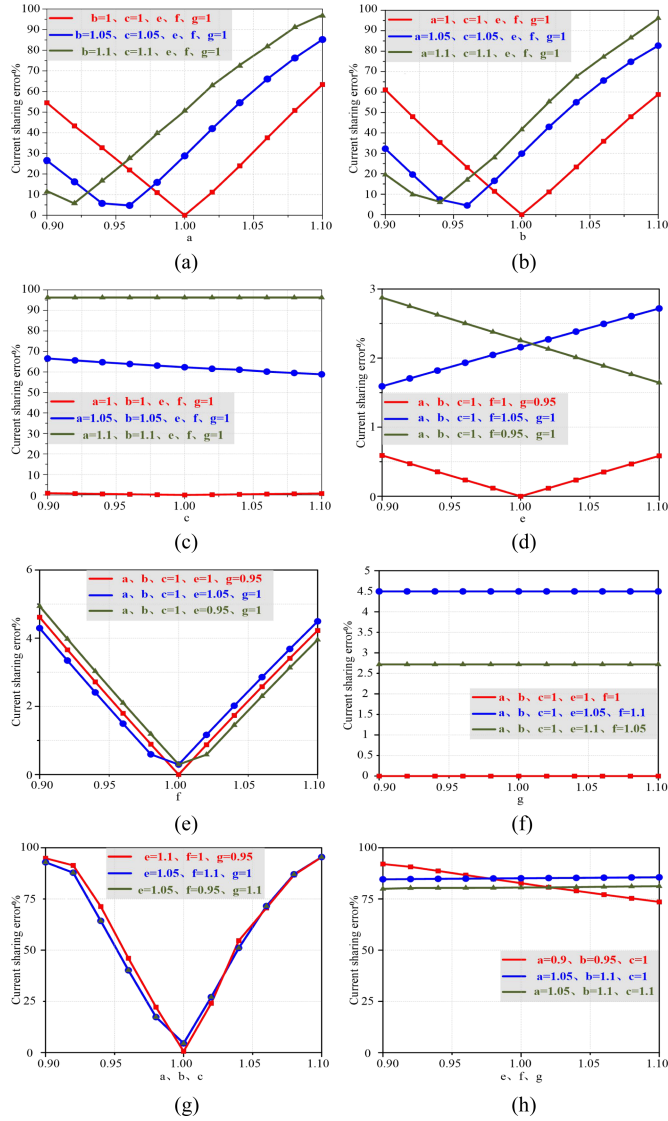 100
90
80
70
60
50
40
30
20
10
0
Current sharing error%
b=1、c=1、e、f、g=1
b=1.05、c=1.05、e、f、g=1
b=1.1、c=1.1、e、f、g=1
0.90
0.95
1.00
1.05
1.10
a
(a)
100
90
80
70
60
50
40
30
20
10
0
Current sharing error%
a=1、c=1、e、f、g=1
a=1.05、c=1.05、e、f、g=1
a=1.1、c=1.1、e、f、g=1
0.90
0.95
1.00
1.05
1.10
b
(b)
100
90
80
70
60
50
40
30
20
10
0
Current sharing error%
a=1、b=1、e、f、g=1
a=1.05、b=1.05、e、f、g=1
a=1.1、b=1.1、e、f、g=1
0.90
0.95
1.00
1.05
1.10
c
(c)
3
2
1
0
Current sharing error%
a、b、c=1、f=1、g=0.95
a、b、c=1、f=1.05、g=1
a、b、c=1、f=0.95、g=1
0.90
0.95
1.00
1.05
1.10
e
(d)
6
4
2
0
Current sharing error%
a、b、c=1、e=1、g=0.95
a、b、c=1、e=1.05、g=1
a、b、c=1、e=0.95、g=1
0.90
0.95
1.00
1.05
1.10
f
(e)
5
4.5
4
3.5
3
2.5
2
1.5
1
0.5
0
Current sharing error%
a、b、c=1、e=1、f=1
a、b、c=1、e=1.05、f=1.1
a、b、c=1、e=1.1、f=1.05
0.90
0.95
1.00
1.05
1.10
g
(f)
100
75
50
25
0
Current sharing error%
e=1.1、f=1、g=0.95
e=1.05、f=1.1、g=1
e=1.05、f=0.95、g=1.1
0.90
0.95
1.00
1.05
1.10
a、b、c
(g)
100
75
50
25
0
Current sharing error%
a=0.9、b=0.95、c=1
a=1.05、b=1.1、c=1
a=1.05、b=1.1、c=1.1
0.90
0.95
1.00
1.05
1.10
e、f、g
(h)